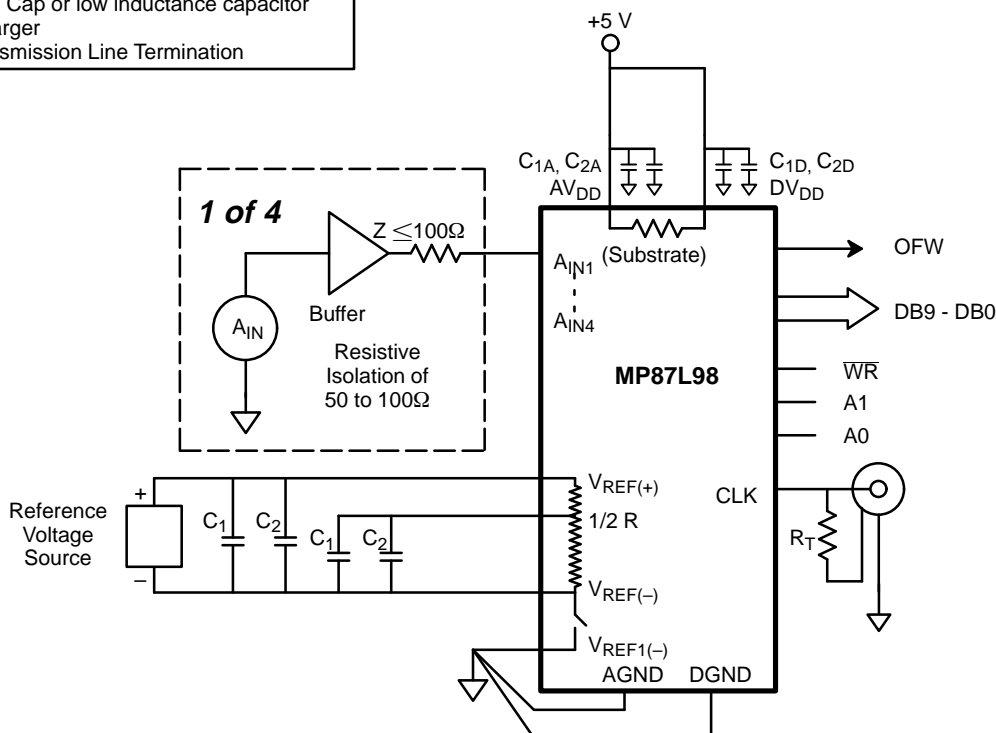 Cap or low inductance capacitor
arger
smission Line Termination
+5 V
C1A, C2A
AVDD
C1D, C2D
DVDD
1 of 4
Z ≤100Ω
Buffer
AIN
Resistive
Isolation of
50 to 100Ω
AIN1
(Substrate)
AIN4
MP87L98
OFW
DB9 - DB0
W̅R̅
A1
A0
CLK
RT
Reference
Voltage
Source
+
–
C1
C2
C1
C2
VREF(+)
1/2 R
VREF(–)
VREF1(–)
AGND
DGND